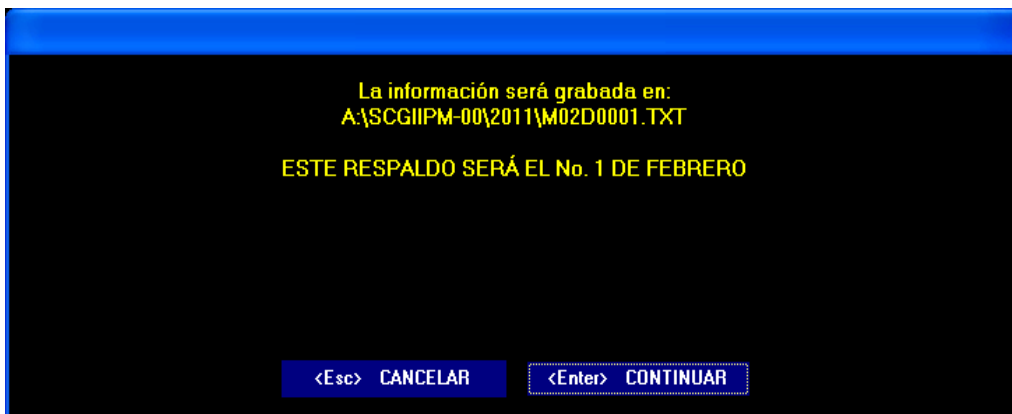 La información será grabada en:
A:\SCGIIPM-00\2011\M02D0001.TXT
ESTE RESPALDO SERÁ EL No. 1 DE FEBRERO
<Esc> CANCELAR <Enter> CONTINUAR